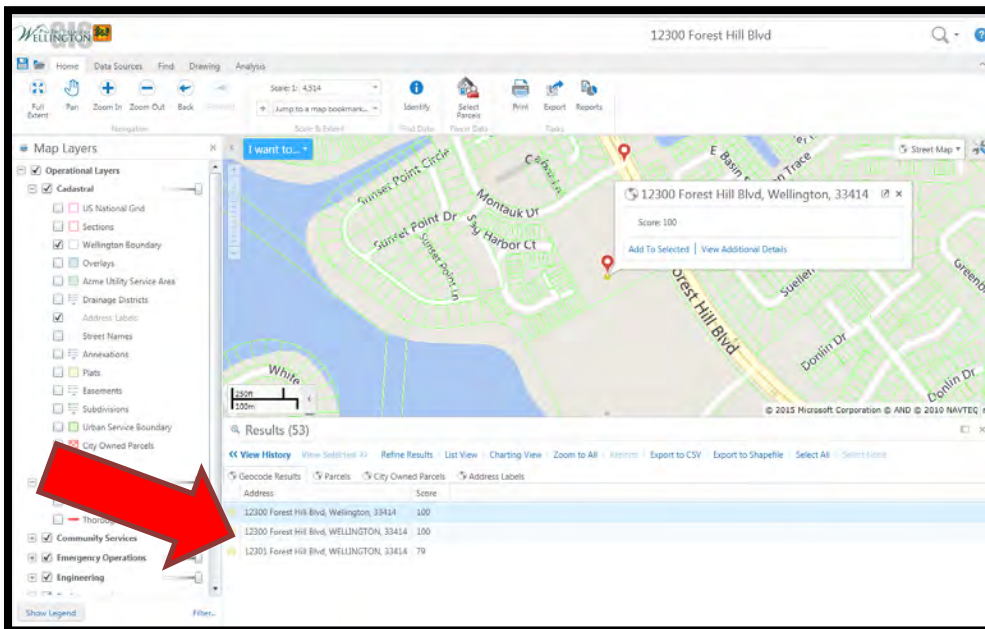 WELLINGTON GIS
12300 Forest Hill Blvd
Home Data Sources Find Drawing Analysis
Full Extent Pan Zoom In Zoom Out Back
Scale: 1: 4,514
Jump to a map bookmark...
Identify Select Parcels Print Export Reports
Navigation Scale & Extent Find Data Parcel Data Tasks
Map Layers
I want to...
Street Map
Operational Layers
Cadastral
US National Grid
Sections
Wellington Boundary
Overlays
Acme Utility Service Area
Drainage Districts
Address Labels
Street Names
Annexations
Plats
Easements
Subdivisions
Urban Service Boundary
City Owned Parcels
Community Services
Emergency Operations
Engineering
Show Legend Filter...
Sunset Point Circle
Montauk Dr
Sunset Point Dr
Sag Harbor Ct
Sunset Point Ln
E Basin
Trace
Forest Hill Blvd
Donlin Dr
Donlin Dr
White
12300 Forest Hill Blvd, Wellington, 33414
Score: 100
Add To Selected | View Additional Details
250ft
100m
© 2015 Microsoft Corporation © AND © 2010 NAVTEQ
Results (53)
<< View History View Selected >> Refine Results List View Charting View Zoom to All Export to CSV Export to Shapefile Select All Select None
Geocode Results Parcels City Owned Parcels Address Labels
Address Score
12300 Forest Hill Blvd, Wellington, 33414 100
12300 Forest Hill Blvd, WELLINGTON, 33414 100
12301 Forest Hill Blvd, WELLINGTON, 33414 79